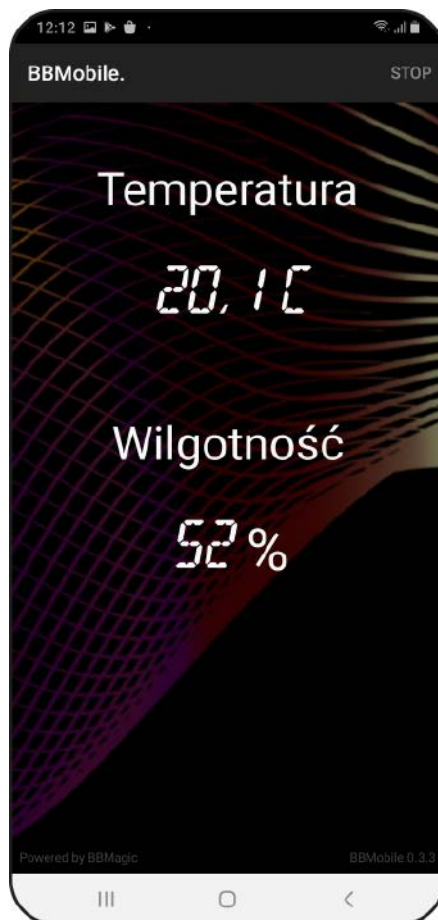 12:12
BBMobile. STOP
Temperatura
20,1C
Wilgotność
52%
Powered by BBMagic BBMobile.0.3.3